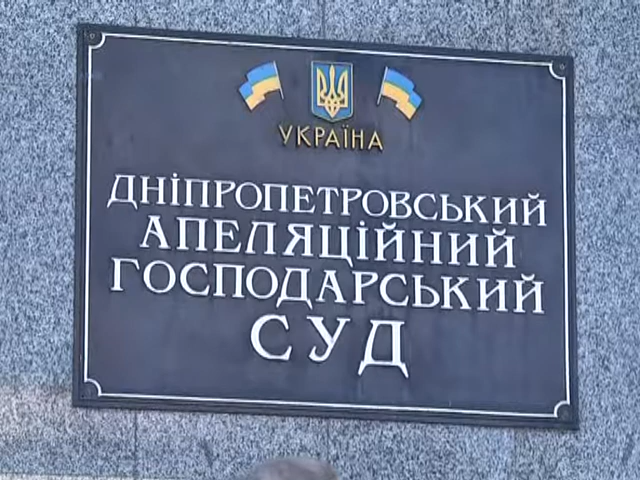 УКРАЇНА
ДНІПРОПЕТРОВСЬКИЙ
АПЕЛЯЦІЙНИЙ
ГОСПОДАРСЬКИЙ
СУД